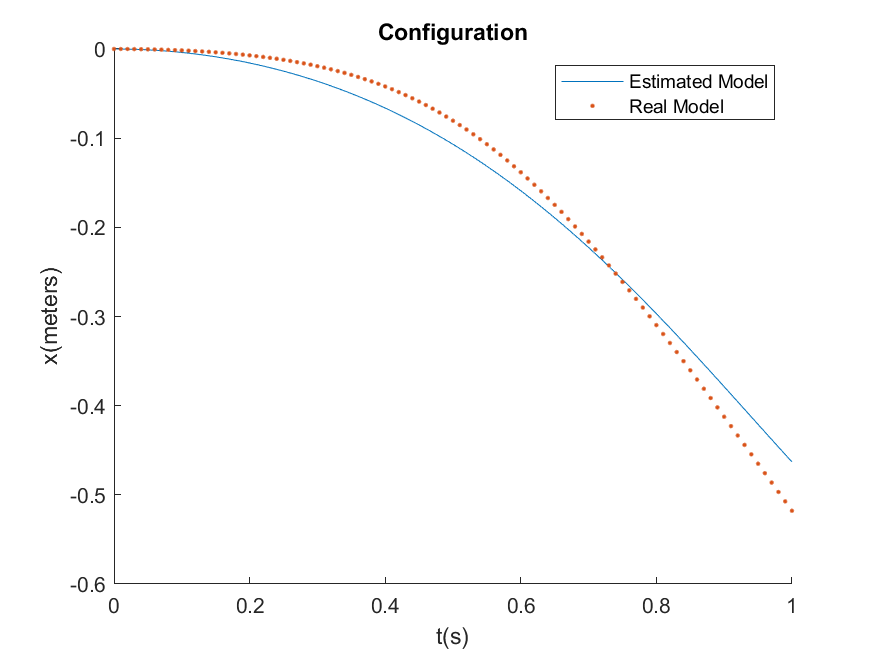 Configuration
Estimated Model
Real Model
0
-0.1
-0.2
-0.3
-0.4
-0.5
-0.6
x(meters)
0
0.2
0.4
0.6
0.8
1
t(s)